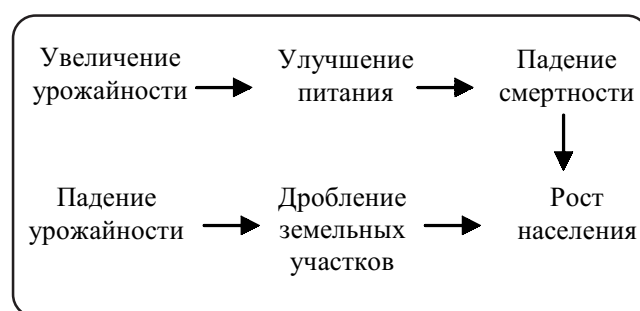 Увеличение
урожайности
Улучшение
питания
Падение
смертности
Падение
урожайности
Дробление
земельных
участков
Рост
населения